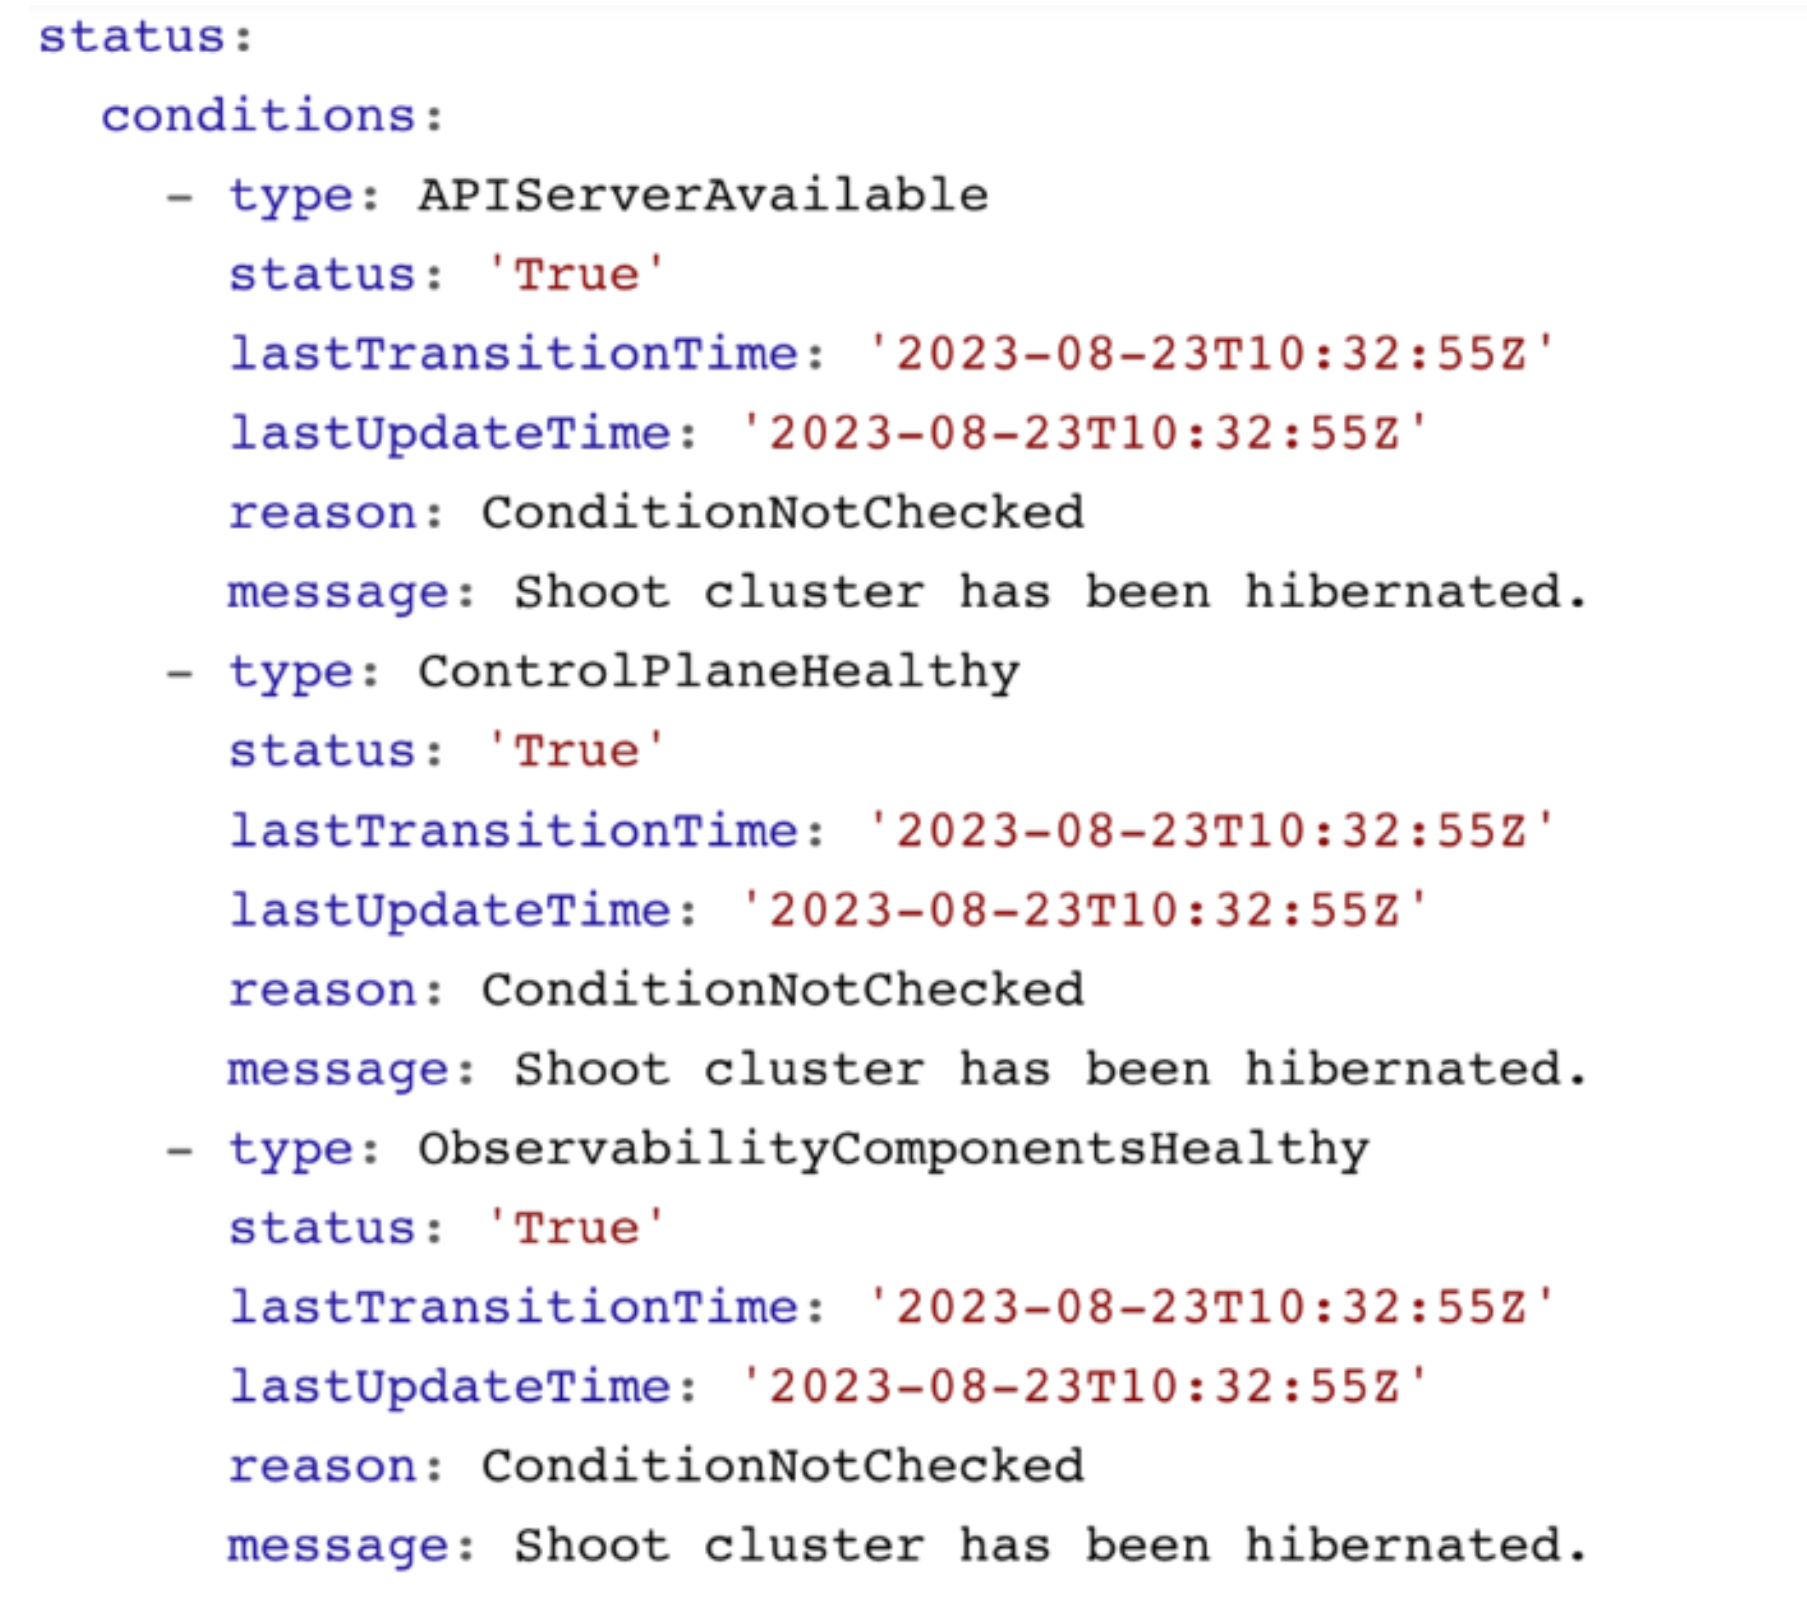 status:
  conditions:
    - type: APIServerAvailable
      status: 'True'
      lastTransitionTime: '2023-08-23T10:32:55Z'
      lastUpdateTime: '2023-08-23T10:32:55Z'
      reason: ConditionNotChecked
      message: Shoot cluster has been hibernated.
    - type: ControlPlaneHealthy
      status: 'True'
      lastTransitionTime: '2023-08-23T10:32:55Z'
      lastUpdateTime: '2023-08-23T10:32:55Z'
      reason: ConditionNotChecked
      message: Shoot cluster has been hibernated.
    - type: ObservabilityComponentsHealthy
      status: 'True'
      lastTransitionTime: '2023-08-23T10:32:55Z'
      lastUpdateTime: '2023-08-23T10:32:55Z'
      reason: ConditionNotChecked
      message: Shoot cluster has been hibernated.